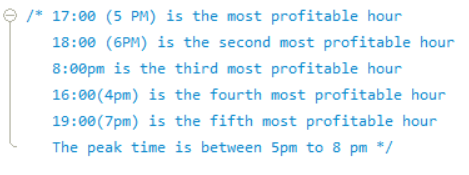 /* 17:00 (5 PM) is the most profitable hour
18:00 (6PM) is the second most profitable hour
8:00pm is the third most profitable hour
16:00(4pm) is the fourth most profitable hour
19:00(7pm) is the fifth most profitable hour
The peak time is between 5pm to 8 pm */